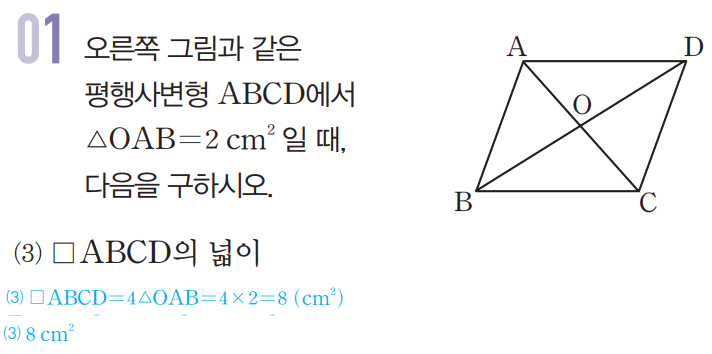 01
오른쪽 그림과 같은
평행사변형 ABCD에서
△OAB=2 cm² 일 때,
다음을 구하시오.
A
D
O
B
C
(3) □ABCD의 넓이
(3) □ABCD=4△OAB=4×2=8 (cm²)
(3) 8 cm²